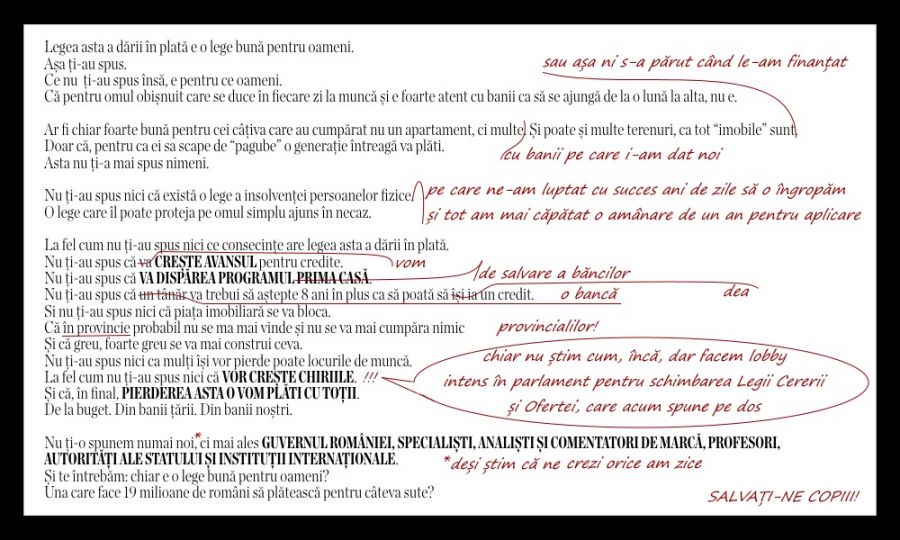 Legea asta a dării în plată e o lege bună pentru oameni.
Așa ți-au spus.
sau așa ni s-a părut când le-am finanțat
Ce nu ți-au spus însă, e pentru ce oameni.
Că pentru omul obișnuit care se duce în fiecare zi la muncă și e foarte atent cu banii ca să se ajungă de la o lună la alta, nu e.
Ar fi chiar foarte bună pentru cei câțiva care au cumpărat nu un apartament, ci multe. Și poate și multe terenuri, ca tot “imobile” sunt.
Doar că, pentru ca ei sa scape de “pagube” o generație întreagă va plăti.
cu banii pe care i-am dat noi
Asta nu ți-a mai spus nimeni.
Nu ți-au spus nici că există o lege a insolvenței persoanelor fizice.
pe care ne-am luptat cu succes ani de zile să o îngropăm
O lege care îl poate proteja pe omul simplu ajuns în necaz.
și tot am mai căpătat o amânare de un an pentru aplicare
La fel cum nu ți-au spus nici ce consecințe are legea asta a dării în plată.
Nu ți-au spus că va CREȘTE AVANSUL pentru credite.
vom
Nu ți-au spus că VA DISPĂREA PROGRAMUL PRIMA CASĂ.
de salvare a băncilor
Nu ți-au spus că un tânăr va trebui să aștepte 8 ani în plus ca să poată să își ia un credit.
o bancă
dea
Si nu ți-au spus nici că piața imobiliară se va bloca.
Că în provincie probabil nu se ma mai vinde și nu se va mai cumpăra nimic
provincialilor!
Și că greu, foarte greu se va mai construi ceva.
Nu ți-au spus nici ca mulți își vor pierde poate locurile de muncă.
La fel cum nu ți-au spus nici că VOR CREȘTE CHIRIILE.
!!!
chiar nu știm cum, încă, dar facem lobby
intens în parlament pentru schimbarea Legii Cererii
și Ofertei, care acum spune pe dos
Și că, în final, PIERDEREA ASTA O VOM PLĂTI CU TOȚII.
De la buget. Din banii țării. Din banii noștri.
Nu ți-o spunem numai noi,* ci mai ales GUVERNUL ROMÂNIEI, SPECIALIȘTI, ANALIȘTI ȘI COMENTATORI DE MARCĂ, PROFESORI,
AUTORITĂȚI ALE STATULUI ȘI INSTITUȚII INTERNAȚIONALE.
*deși știm că ne crezi orice am zice
Și te întrebăm: chiar e o lege bună pentru oameni?
Una care face 19 milioane de români să plătească pentru câteva sute?
SALVAȚI-NE COPIII!